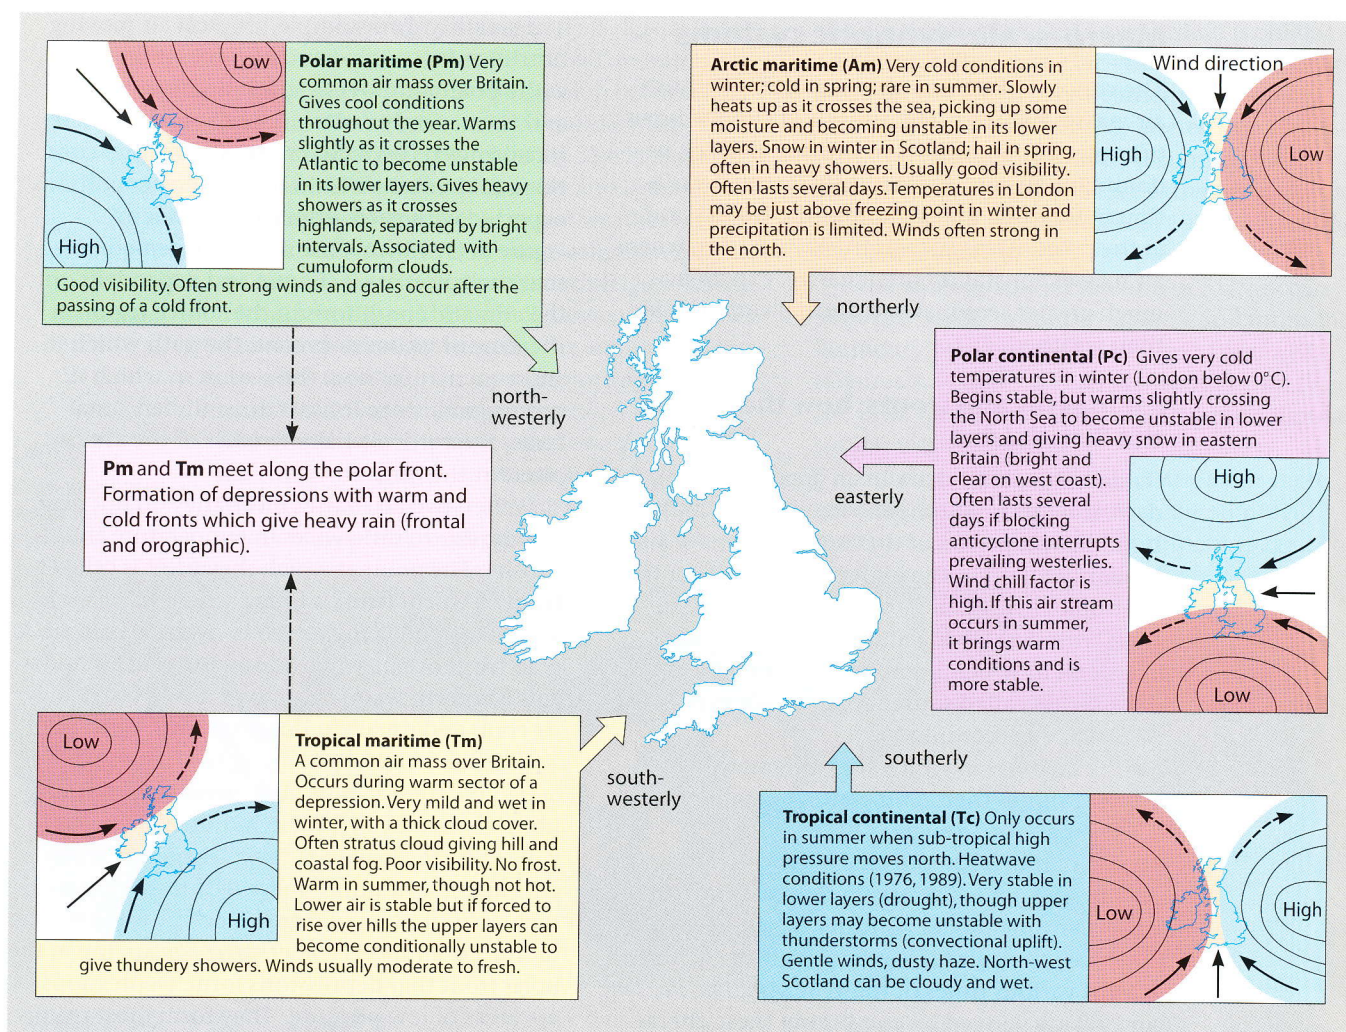 Low
High
Polar maritime (Pm) Very
common air mass over Britain.
Gives cool conditions
throughout the year. Warms
slightly as it crosses the
Atlantic to become unstable
in its lower layers. Gives heavy
showers as it crosses
highlands, separated by bright
intervals. Associated with
cumuloform clouds.
Good visibility. Often strong winds and gales occur after the
passing of a cold front.
north-
westerly
Arctic maritime (Am) Very cold conditions in
winter; cold in spring; rare in summer. Slowly
heats up as it crosses the sea, picking up some
moisture and becoming unstable in its lower
layers. Snow in winter in Scotland; hail in spring,
often in heavy showers. Usually good visibility.
Often lasts several days. Temperatures in London
may be just above freezing point in winter and
precipitation is limited. Winds often strong in
the north.
Wind direction
High
Low
northerly
Polar continental (Pc) Gives very cold
temperatures in winter (London below 0°C).
Begins stable, but warms slightly crossing
the North Sea to become unstable in lower
layers and giving heavy snow in eastern
Britain (bright and
clear on west coast).
Often lasts several
days if blocking
anticyclone interrupts
prevailing westerlies.
Wind chill factor is
high. If this air stream
occurs in summer,
it brings warm
conditions and is
more stable.
High
Low
easterly
Pm and Tm meet along the polar front.
Formation of depressions with warm and
cold fronts which give heavy rain (frontal
and orographic).
Low
High
Tropical maritime (Tm)
A common air mass over Britain.
Occurs during warm sector of a
depression. Very mild and wet in
winter, with a thick cloud cover.
Often stratus cloud giving hill and
coastal fog. Poor visibility. No frost.
Warm in summer, though not hot.
Lower air is stable but if forced to
rise over hills the upper layers can
become conditionally unstable to
give thundery showers. Winds usually moderate to fresh.
south-
westerly
southerly
Tropical continental (Tc) Only occurs
in summer when sub-tropical high
pressure moves north. Heatwave
conditions (1976, 1989). Very stable in
lower layers (drought), though upper
layers may become unstable with
thunderstorms (convectional uplift).
Gentle winds, dusty haze. North-west
Scotland can be cloudy and wet.
Low
High